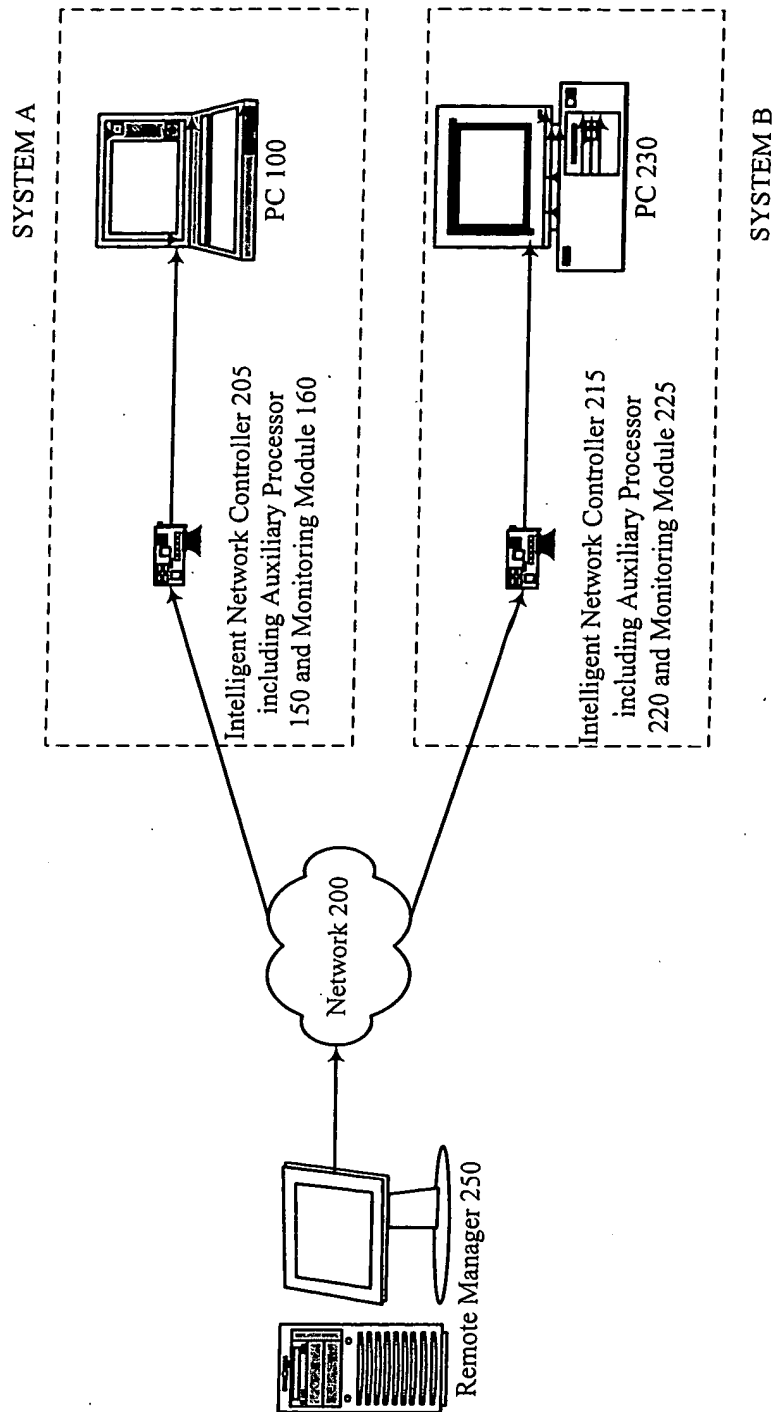 SYSTEM A
PC 100
Intelligent Network Controller 205
including Auxiliary Processor
150 and Monitoring Module 160
Network 200
Remote Manager 250
Intelligent Network Controller 215
including Auxiliary Processor
220 and Monitoring Module 225
PC 230
SYSTEM B